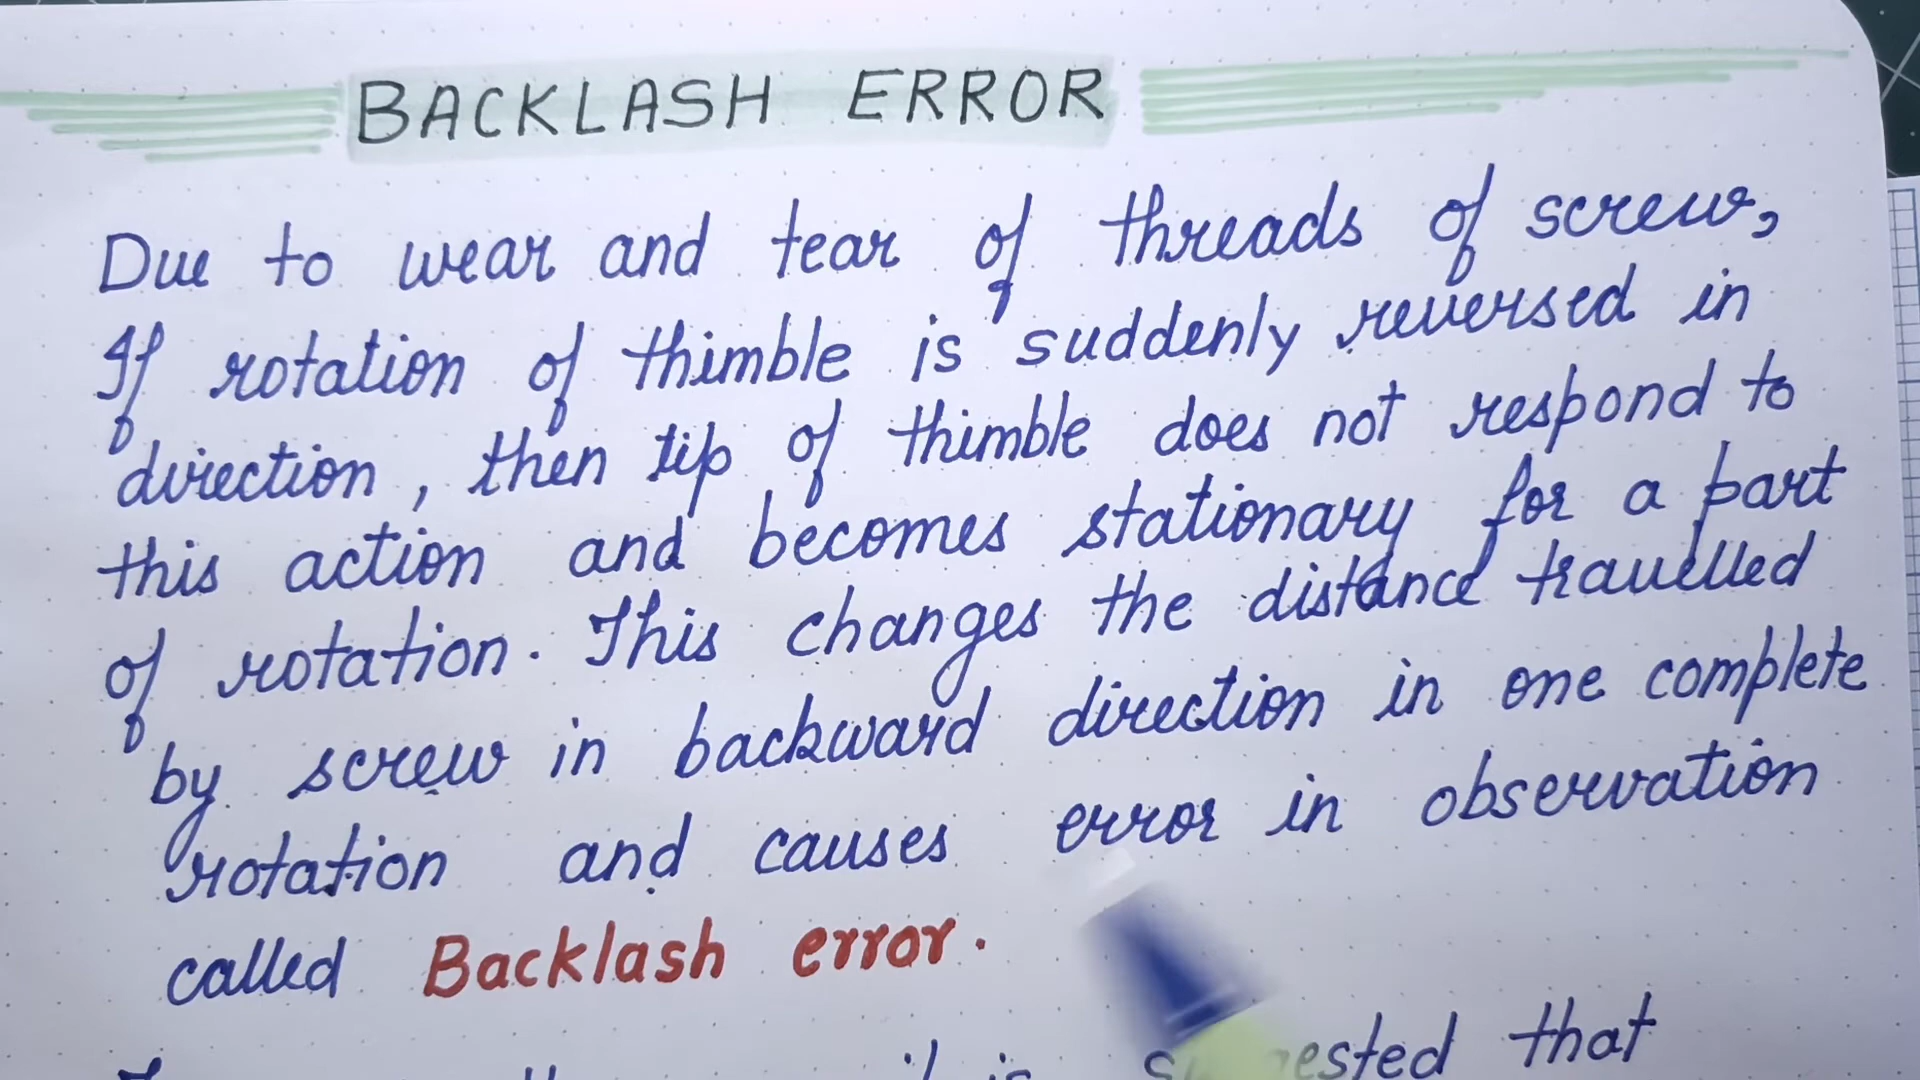 BACKLASH ERROR
Due to wear and tear of threads of screw,
If rotation of thimble is suddenly reversed in
direction, then tip of thimble does not respond to
this action and becomes stationary for a part
of rotation. This changes the distance travelled
by screw in backward direction in one complete
rotation and causes error in observation
called Backlash error.
that